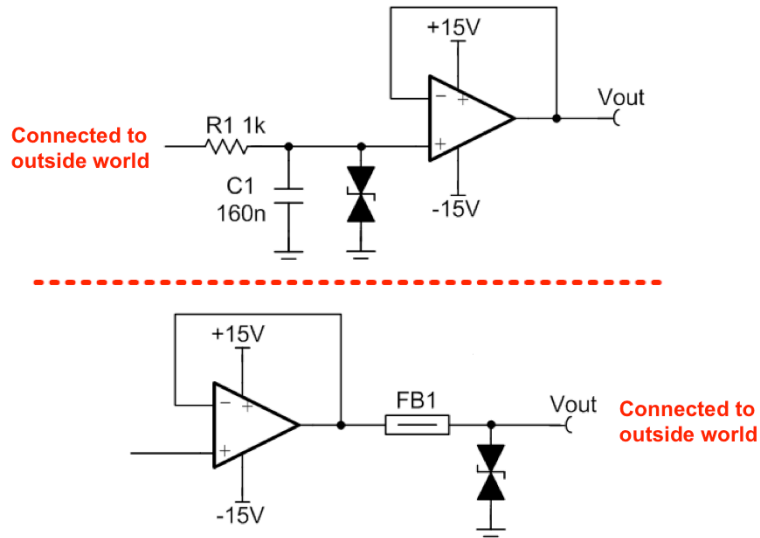 +15V
Vout
R1 1k
Connected to
outside world
C1
160n
-15V
+15V
FB1
Vout
Connected to
outside world
-15V